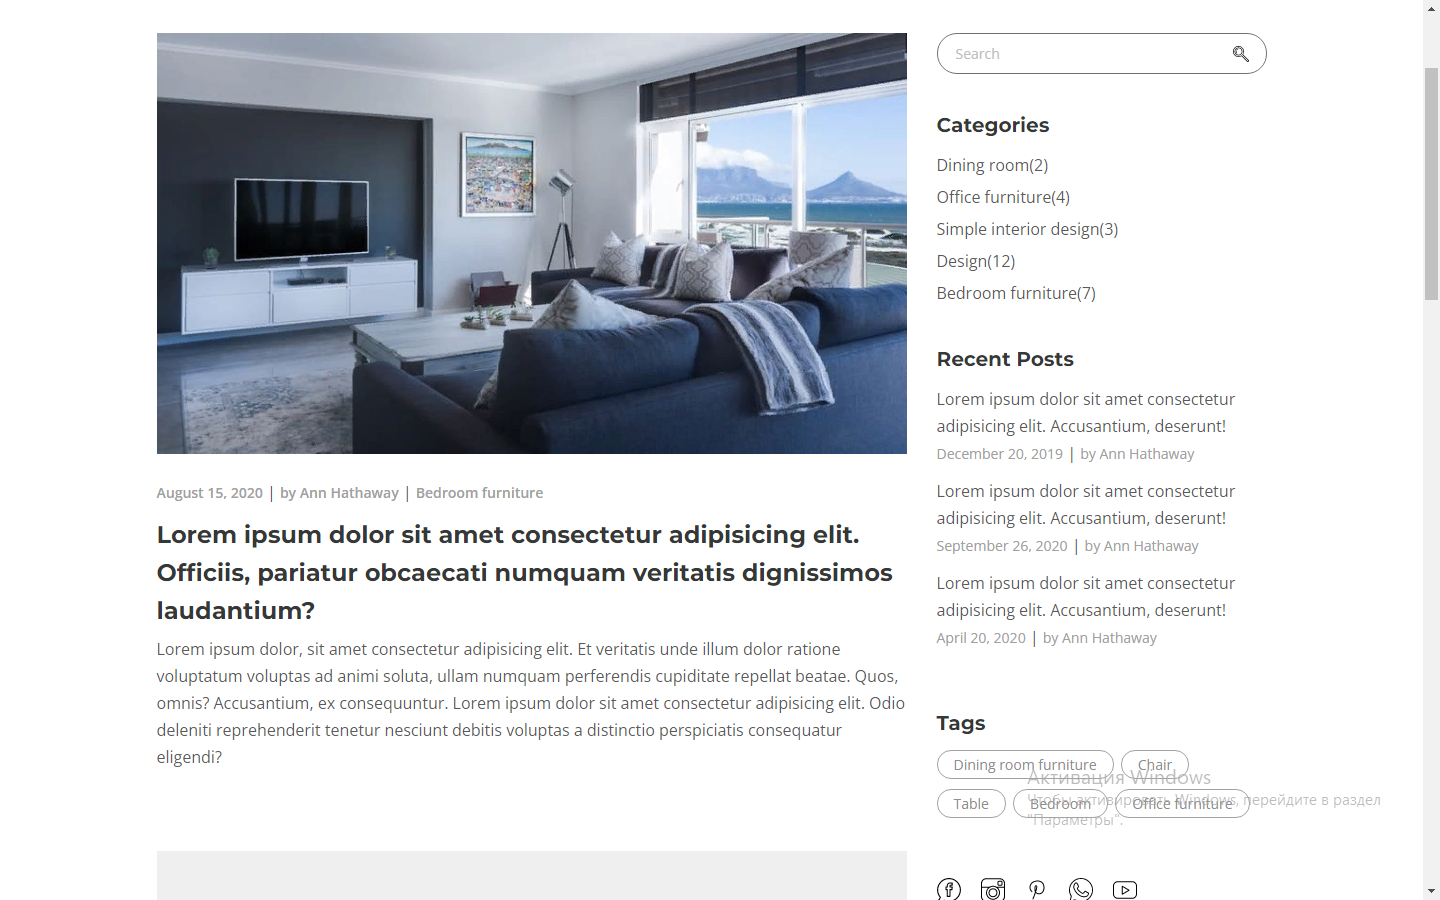 Search
Categories
Dining room(2)
Office furniture(4)
Simple interior design(3)
Design(12)
Bedroom furniture(7)
Recent Posts
Lorem ipsum dolor sit amet consectetur
adipisicing elit. Accusantium, deserunt!
December 20, 2019 | by Ann Hathaway
Lorem ipsum dolor sit amet consectetur
adipisicing elit. Accusantium, deserunt!
September 26, 2020 | by Ann Hathaway
Lorem ipsum dolor sit amet consectetur
adipisicing elit. Accusantium, deserunt!
April 20, 2020 | by Ann Hathaway
August 15, 2020 | by Ann Hathaway | Bedroom furniture
Lorem ipsum dolor sit amet consectetur adipisicing elit.
Officiis, pariatur obcaecati numquam veritatis dignissimos
laudantium?
Lorem ipsum dolor, sit amet consectetur adipisicing elit. Et veritatis unde illum dolor ratione
voluptatum voluptas ad animi soluta, ullam numquam perferendis cupiditate repellat beatae. Quos,
omnis? Accusantium, ex consequuntur. Lorem ipsum dolor sit amet consectetur adipisicing elit. Odio
deleniti reprehenderit tenetur nesciunt debitis voluptas a distinctio perspiciatis consequatur
eligendi?
Tags
Dining room furniture Chair
Table Bedroom Office furniture
Активация Windows
Чтобы активировать Windows, перейдите в раздел
"Параметры".